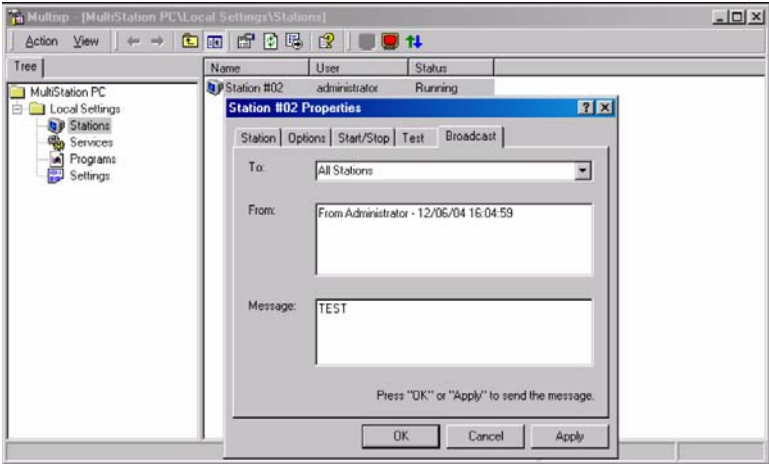 Multixp - [MultiStation PC\Local Settings\Stations]
Action View
Tree
Name User Status
MultiStation PC
Local Settings
Stations
Services
Programs
Settings
Station #02 administrator Running
Station #02 Properties
Station Options Start/Stop Test Broadcast
To: All Stations
From: From Administrator - 12/06/04 16:04:59
Message: TEST
Press "OK" or "Apply" to send the message.
OK Cancel Apply